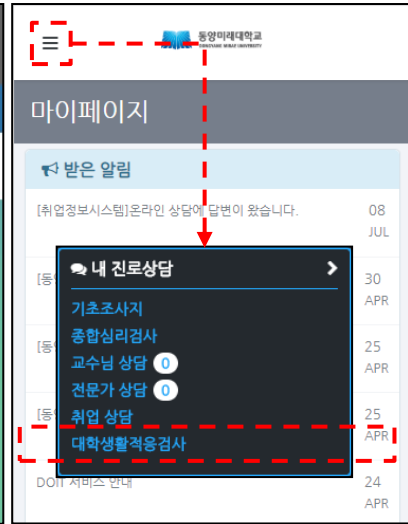 동양미래대학교
DONGYANG MIRAE UNIVERSITY
마이페이지
받은 알림
[취업정보시스템]온라인 상담에 답변이 왔습니다.
08
JUL
내 진로상담
[동
30
APR
기초조사지
종합심리검사
[동
25
APR
교수님 상담 0
전문가 상담 0
취업 상담
[동
25
APR
대학생활적응검사
DOIT 서비스 안내
24
APR